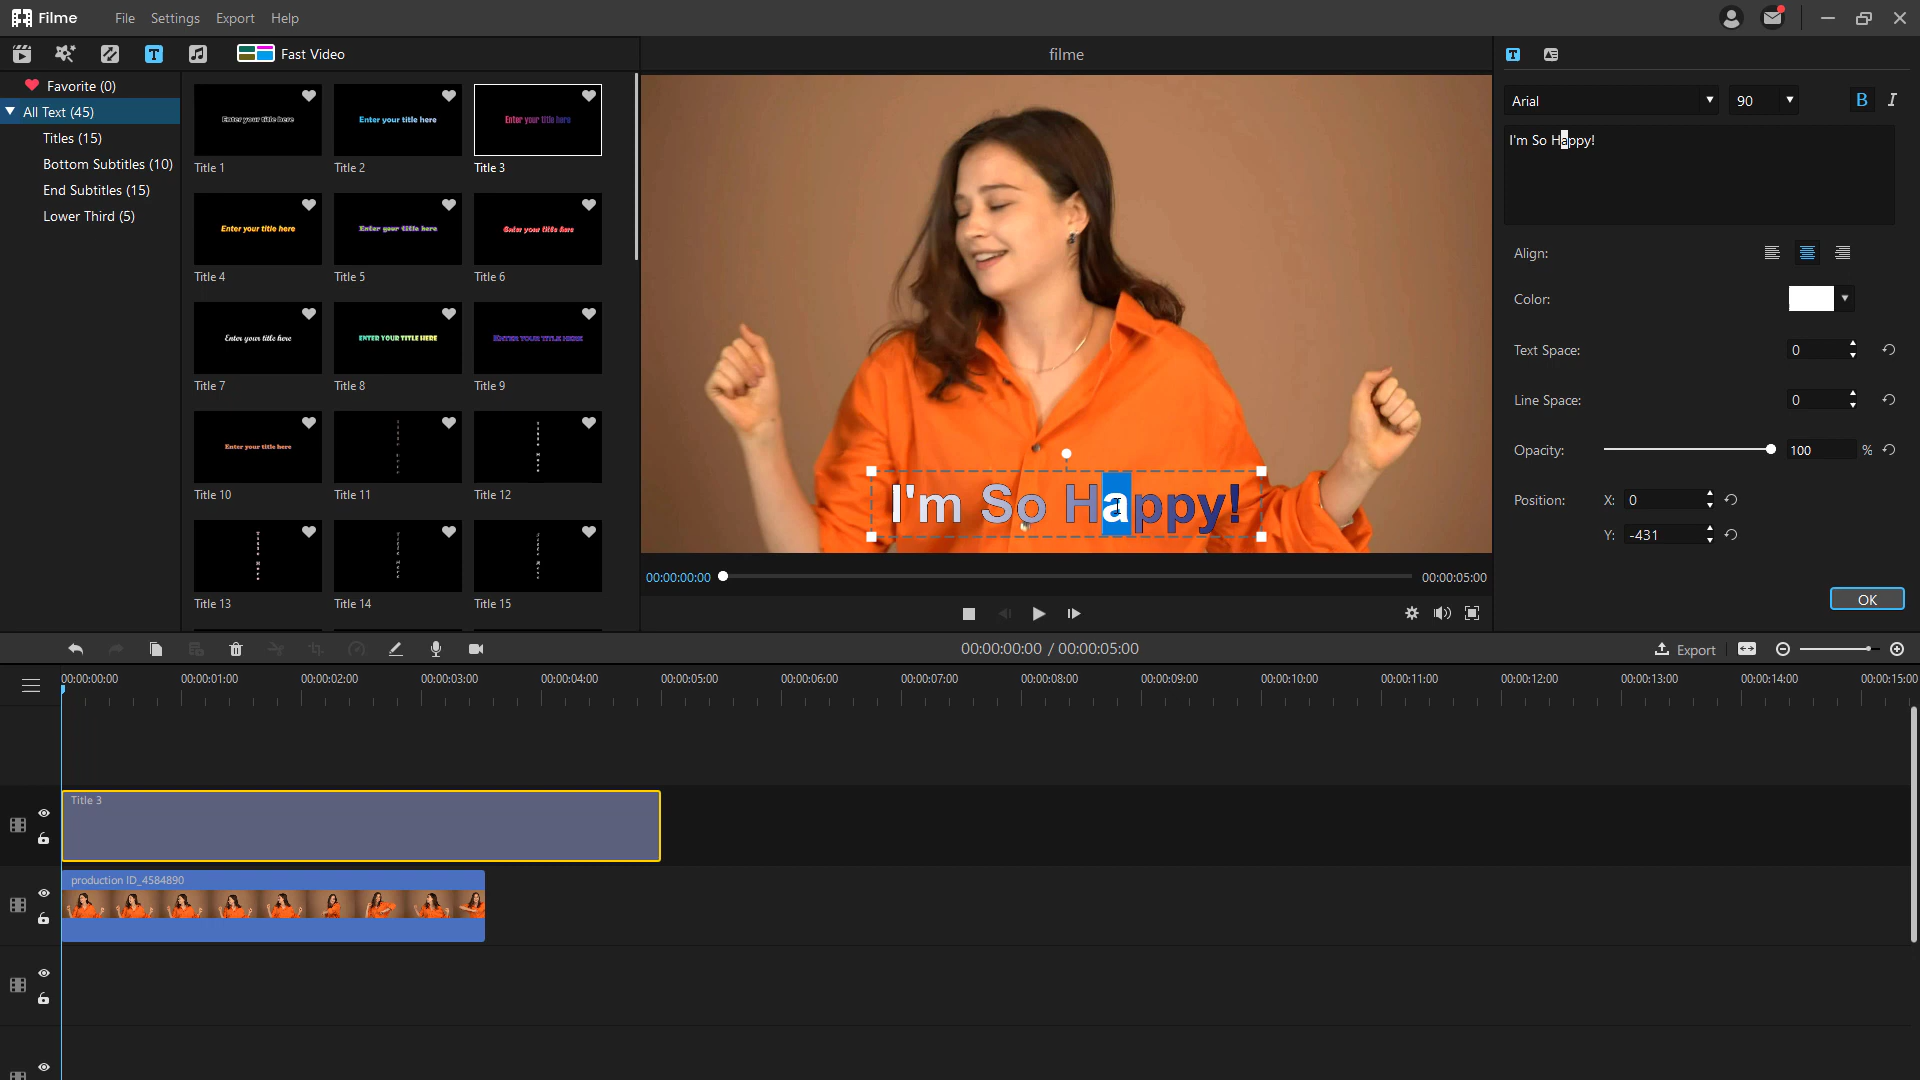 Filme
File
Settings
Export
Help
Fast Video
filme
Favorite (0)
All Text (45)
Titles (15)
Bottom Subtitles (10)
End Subtitles (15)
Lower Third (5)
Enter your title here
Title 1
Enter your title here
Title 2
Enter your title here
Title 3
Enter your title here
Title 4
Enter your title here
Title 5
Enter your title here
Title 6
Enter your title here
Title 7
ENTER YOUR TITLE HERE
Title 8
ENTER YOUR TITLE HERE
Title 9
Enter your title here
Title 10
Title 11
Title 12
Title 13
Title 14
Title 15
I'm So Happy!
00:00:00:00
00:00:05:00
Arial
90
B I
I'm So Happy!
Align:
Color:
Text Space:
0
Line Space:
0
Opacity:
100
%
Position:
X:
0
Y:
-431
OK
00:00:00:00 / 00:00:05:00
Export
00:00:00:00
00:00:01:00
00:00:02:00
00:00:03:00
00:00:04:00
00:00:05:00
00:00:06:00
00:00:07:00
00:00:08:00
00:00:09:00
00:00:10:00
00:00:11:00
00:00:12:00
00:00:13:00
00:00:14:00
00:00:15:00
Title 3
production ID_4584890